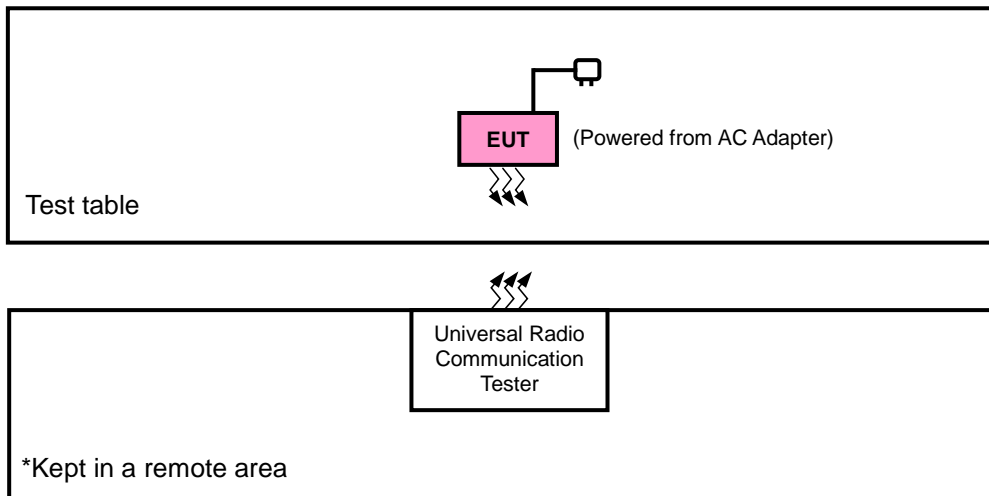 EUT
(Powered from AC Adapter)
Test table
Universal Radio
Communication
Tester
*Kept in a remote area